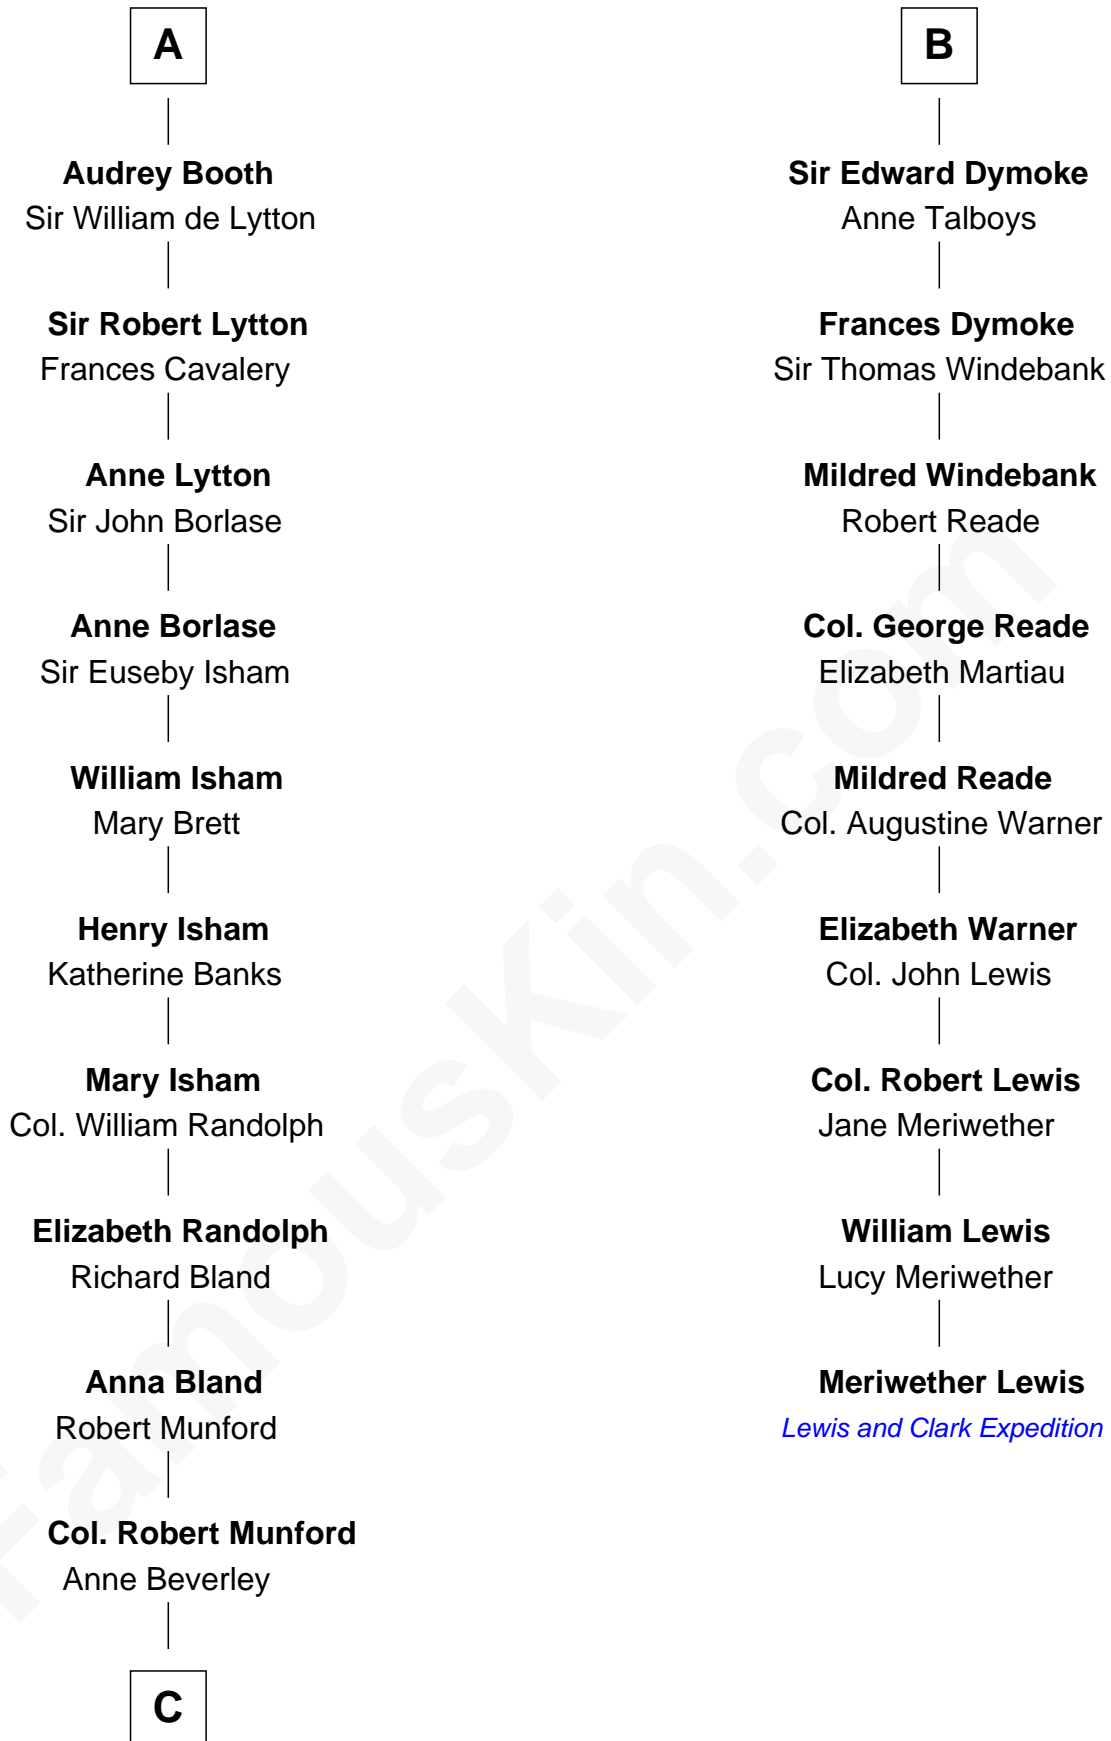 A
Audrey Booth
Sir William de Lytton
Sir Robert Lytton
Frances Cavalery
Anne Lytton
Sir John Borlase
Anne Borlase
Sir Euseby Isham
William Isham
Mary Brett
Henry Isham
Katherine Banks
Mary Isham
Col. William Randolph
Elizabeth Randolph
Richard Bland
Anna Bland
Robert Munford
Col. Robert Munford
Anne Beverley
C
B
Sir Edward Dymoke
Anne Talboys
Frances Dymoke
Sir Thomas Windebank
Mildred Windebank
Robert Reade
Col. George Reade
Elizabeth Martiau
Mildred Reade
Col. Augustine Warner
Elizabeth Warner
Col. John Lewis
Col. Robert Lewis
Jane Meriwether
William Lewis
Lucy Meriwether
Meriwether Lewis
Lewis and Clark Expedition
FamousKin.com